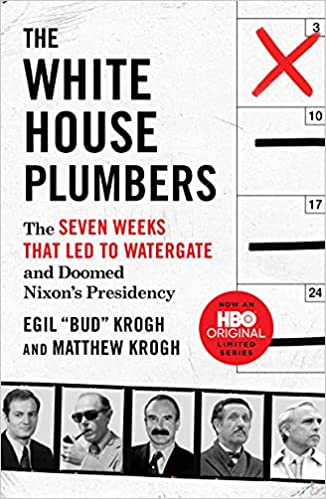 THE
WHITE
HOUSE
PLUMBERS
The SEVEN WEEKS
THAT LED TO WATERGATE
and Doomed
Nixon's Presidency
EGIL “BUD” KROGH
AND MATTHEW KROGH
3
10
17
24
NOW AN
HBO
ORIGINAL
LIMITED
SERIES